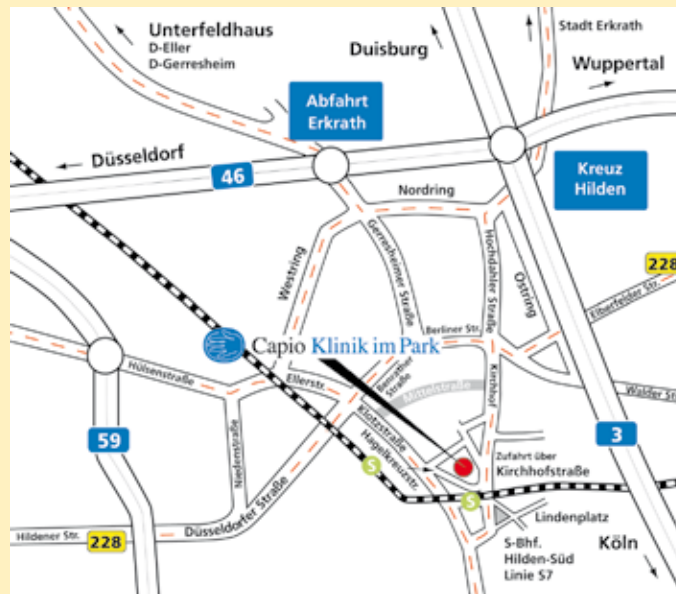 Unterfeldhaus
D-Eller
D-Gerresheim
Duisburg
Stadt Erkrath
Wuppertal
Abfahrt
Erkrath
Düsseldorf
46
Kreuz
Hilden
Nordring
Westring
Gerresheimer Straße
Hochdahler Straße
Ostring
228
Elberfelder Str.
Berliner Str.
Capio Klinik im Park
Hülsenstraße
Ellerstr.
Benrather
Straße
Mittelstraße
Kirchhof
Walder Str.
59
3
Niedenstraße
Klotzstraße
Hagelkreuzstr.
S
Zufahrt über
Kirchhofstraße
S
Düsseldorfer Straße
Hildener Str.
228
Lindenplatz
S-Bhf.
Hilden-Süd
Linie S7
Köln